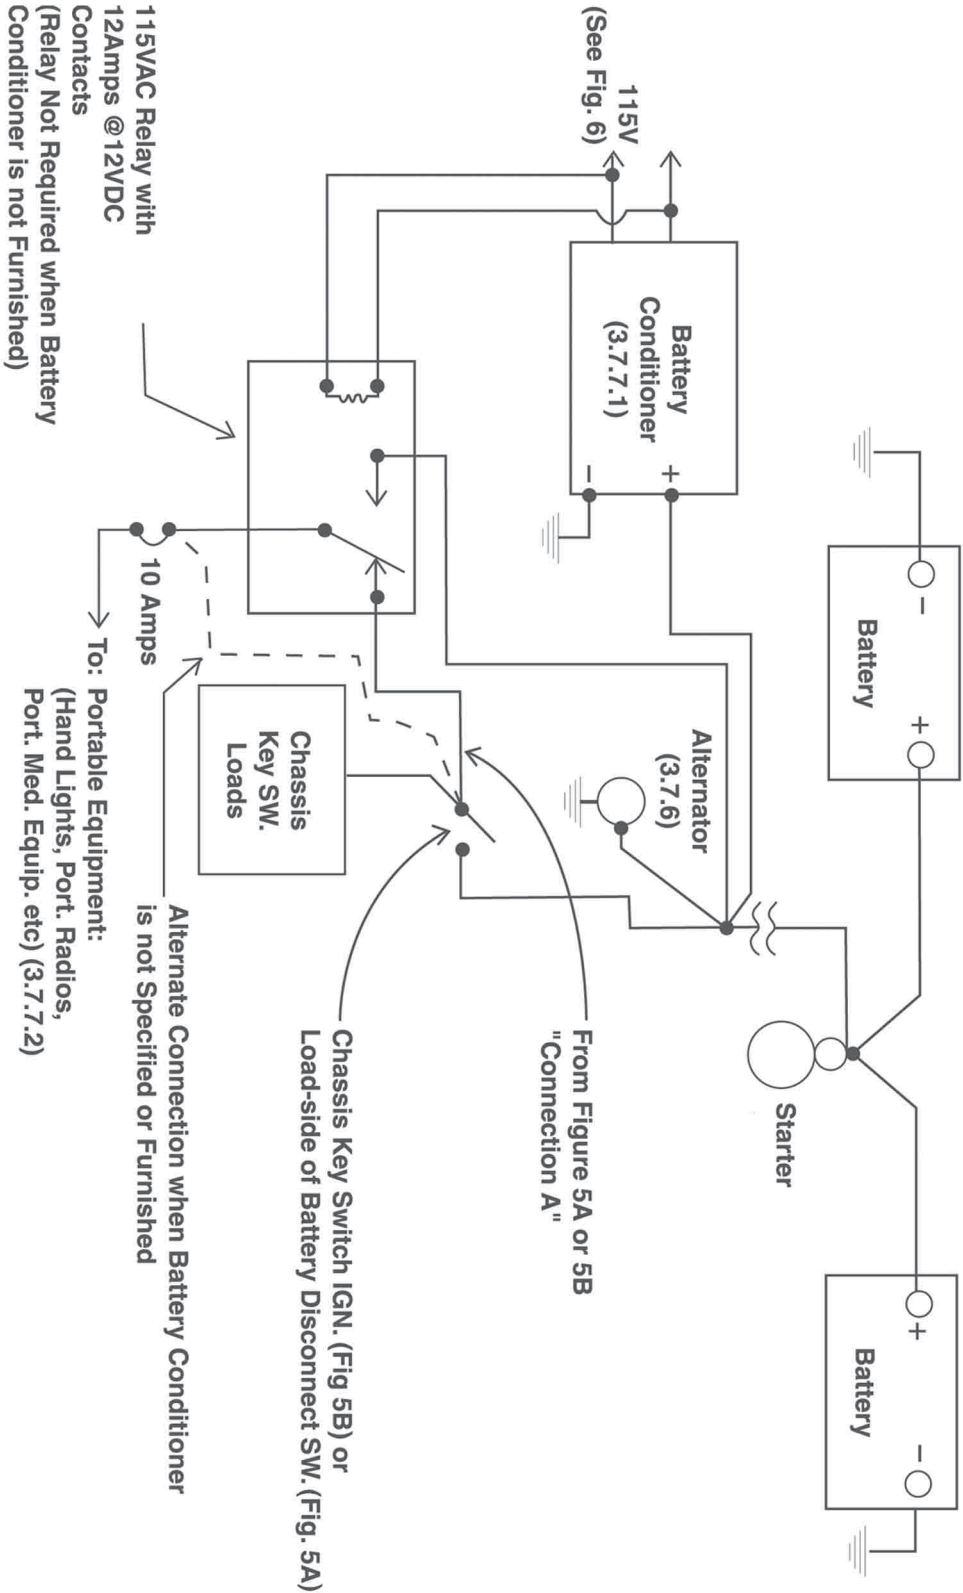 Battery
-
+
Battery
+
-
Starter
Battery
Conditioner
(3.7.7.1)
+
-
115V
(See Fig. 6)
Alternator
(3.7.6)
From Figure 5A or 5B
"Connection A"
Chassis Key Switch IGN. (Fig 5B) or
Load-side of Battery Disconnect SW. (Fig. 5A)
Chassis
Key SW.
Loads
115VAC Relay with
12Amps @12VDC
Contacts
(Relay Not Required when Battery
Conditioner is not Furnished)
10 Amps
Alternate Connection when Battery Conditioner
is not Specified or Furnished
To: Portable Equipment:
(Hand Lights, Port. Radios,
Port. Med. Equip. etc) (3.7.7.2)